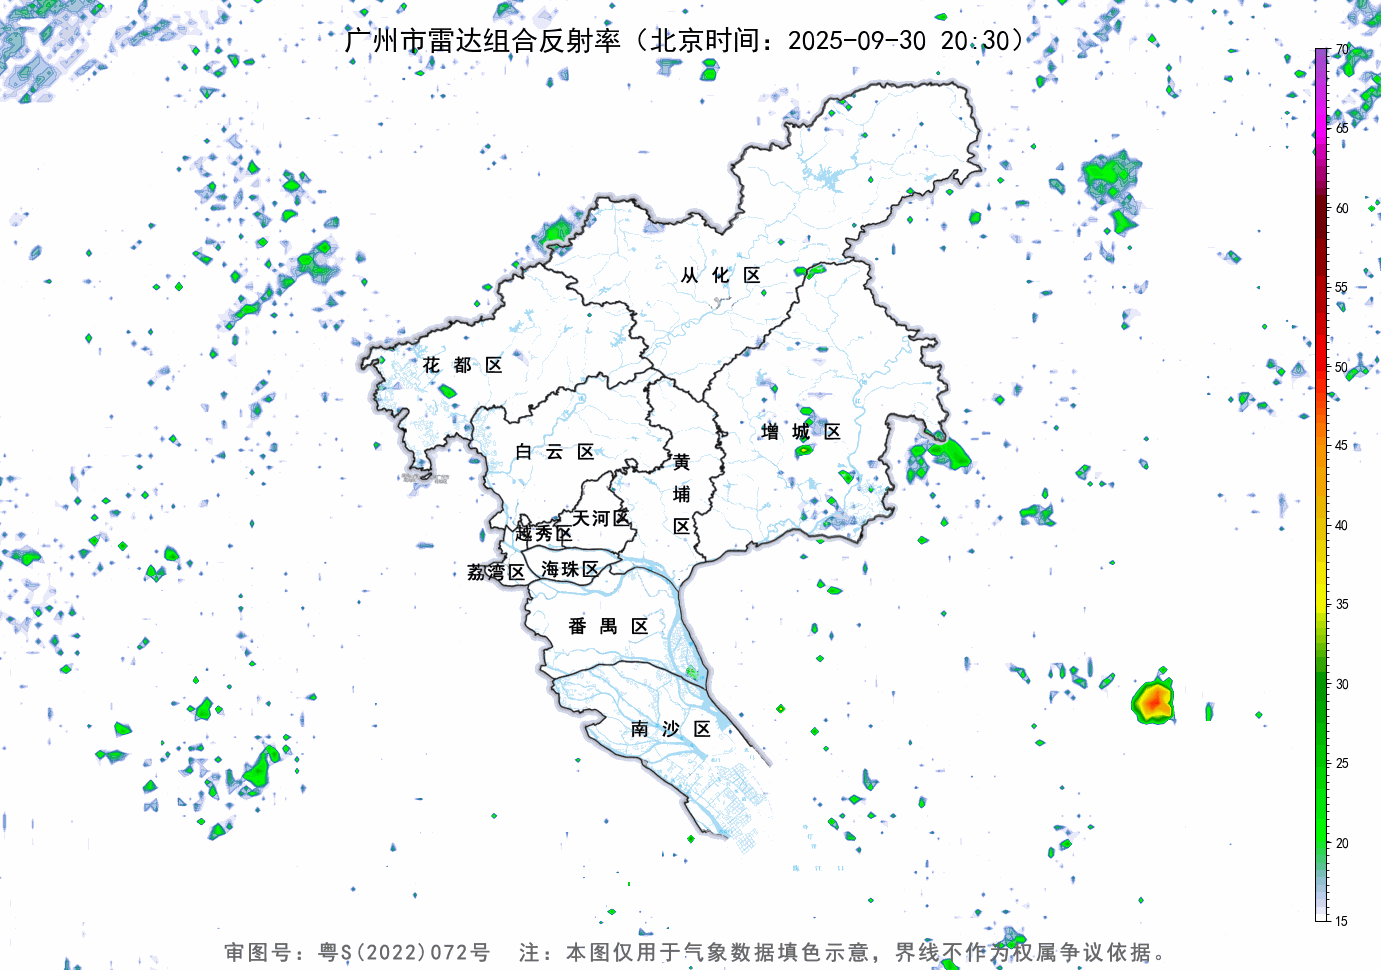 广州市雷达组合反射率（北京时间：2025-09-30 20:30）
70
65
60
55
50
45
40
35
30
25
20
15
从化区
花都区
增城区
白云区
黄埔区
天河区
越秀区
海珠区
荔湾区
番禺区
南沙区
审图号：粤S(2022)072号 注：本图仅用于气象数据填色示意，界线不作为权属争议依据。